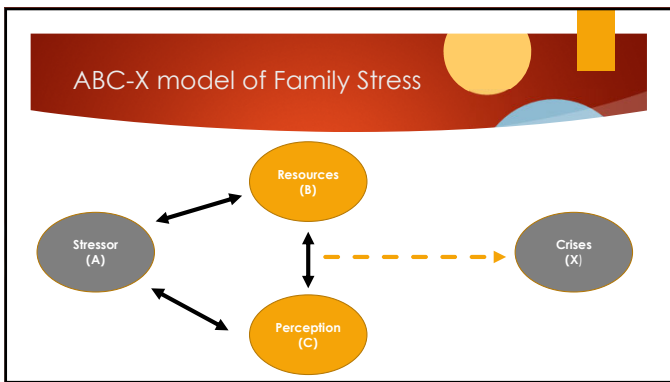 ABC-X model of Family Stress
Resources
(B)
Stressor
(A)
Crises
(X)
Perception
(C)